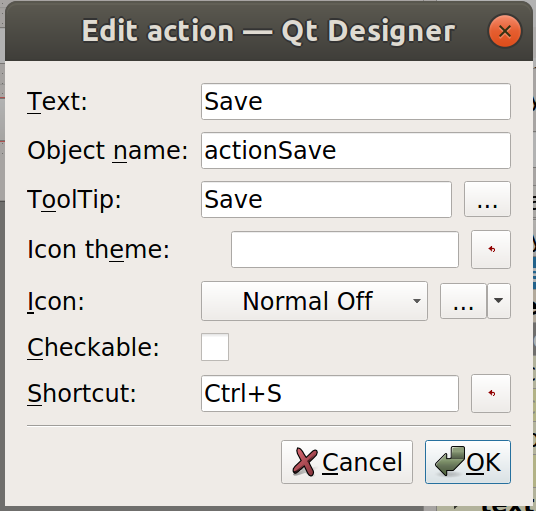 Edit action — Qt Designer
Text: Save
Object name: actionSave
ToolTip: Save ...
Icon theme:
Icon: Normal Off ...
Checkable:
Shortcut: Ctrl+S
Cancel OK